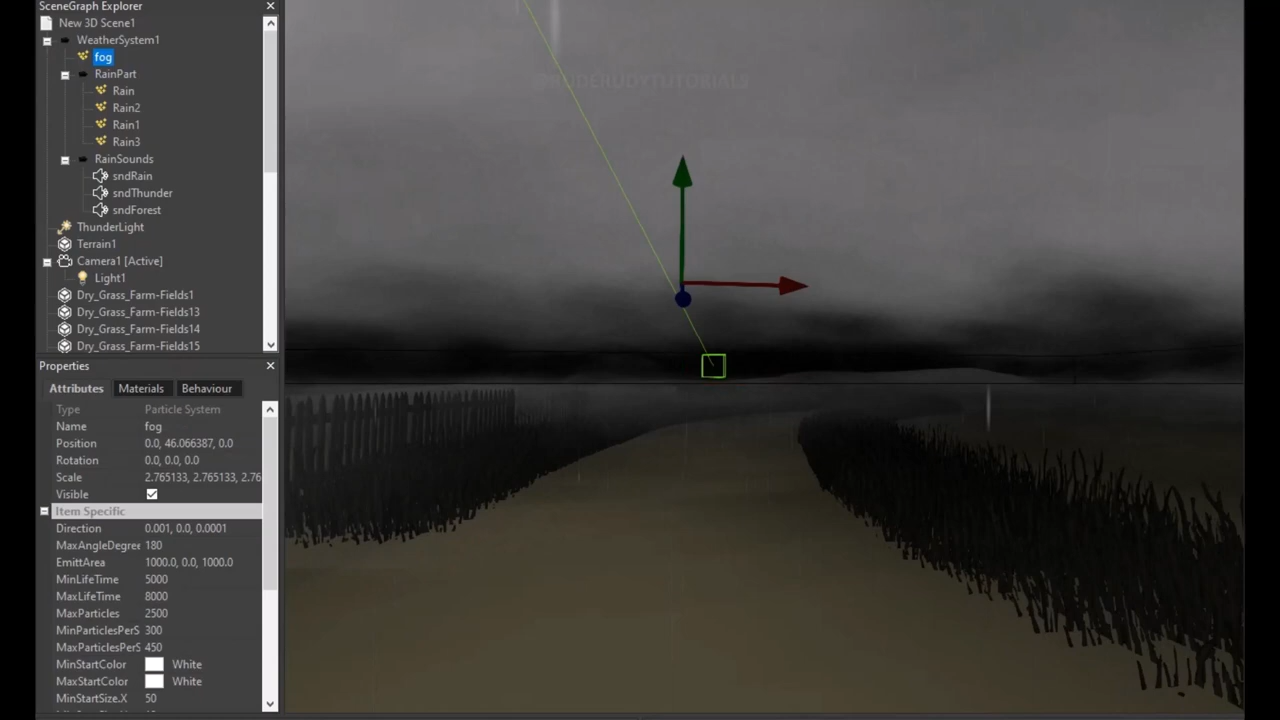 SceneGraph Explorer
New 3D Scene1
WeatherSystem1
fog
RainPart
Rain
Rain2
Rain1
Rain3
RainSounds
sndRain
sndThunder
sndForest
ThunderLight
Terrain1
Camera1 [Active]
Light1
Dry_Grass_Farm-Fields1
Dry_Grass_Farm-Fields13
Dry_Grass_Farm-Fields14
Dry_Grass_Farm-Fields15
Properties
Attributes Materials Behaviour
Type Particle System
Name fog
Position 0.0, 46.066387, 0.0
Rotation 0.0, 0.0, 0.0
Scale 2.765133, 2.765133, 2.76
Visible
Item Specific
Direction 0.001, 0.0, 0.0001
MaxAngleDegree 180
EmittArea 1000.0, 0.0, 1000.0
MinLifeTime 5000
MaxLifeTime 8000
MaxParticles 2500
MinParticlesPerS 300
MaxParticlesPerS 450
MinStartColor White
MaxStartColor White
MinStartSize.X 50